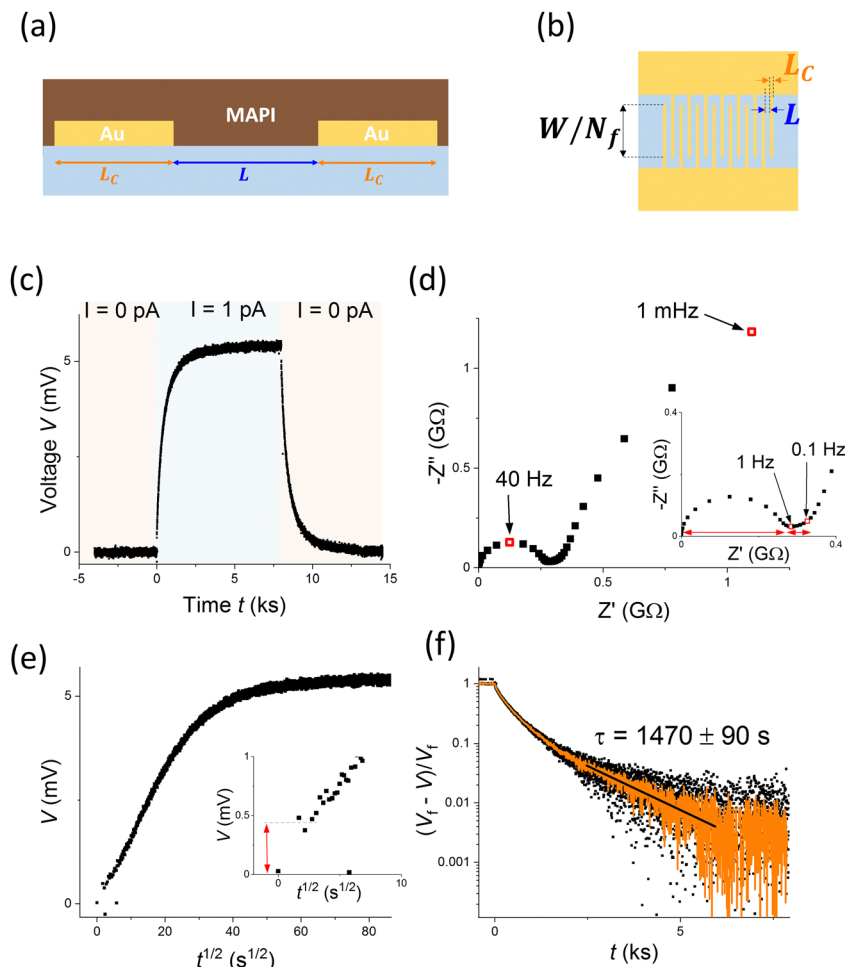 (a)
MAPI
Au
Au
L_C
L
L_C
(b)
L_C
L
W/N_f
(c)
I = 0 pA
I = 1 pA
I = 0 pA
5
0
-5
0
5
10
15
Voltage V (mV)
Time t (ks)
(d)
1 mHz
40 Hz
1
0.5
0
0
0.5
1
-Z'' (GΩ)
Z' (GΩ)
0.4
0
0
0.4
1 Hz
0.1 Hz
-Z'' (GΩ)
Z' (GΩ)
(e)
5
0
0
20
40
60
80
V (mV)
t^1/2 (s^1/2)
1
0.5
0
0
10
V (mV)
t^1/2 (s^1/2)
(f)
τ = 1470 ± 90 s
1
0.1
0.01
0.001
0
5
(V_f - V)/V_f
t (ks)